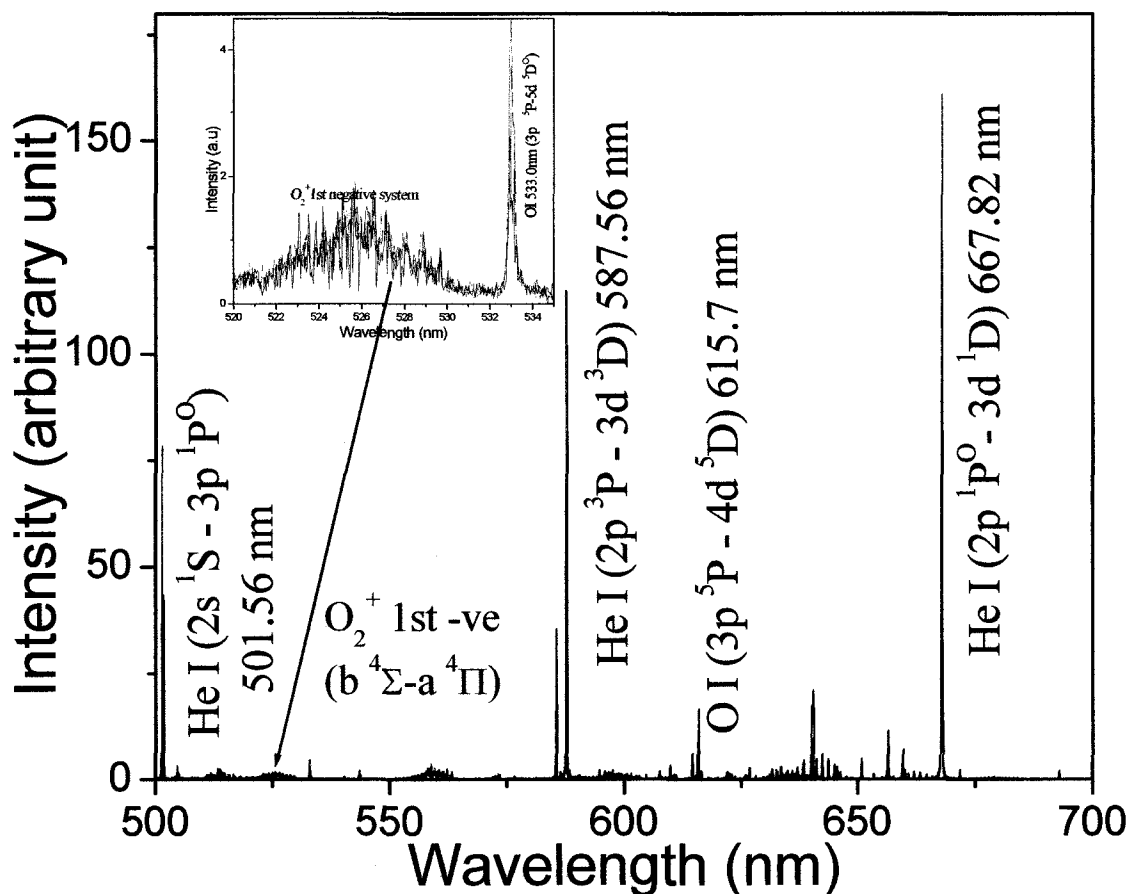 4
2
0
Intensity (a.u)
O₂⁺ 1st negative system
OI 533.0nm (3p ⁵P-5d ⁵D⁰)
520 522 524 526 528 530 532 534
Wavelength (nm)
150
100
50
0
Intensity (arbitrary unit)
He I (2s ¹S - 3p ¹P⁰)
501.56 nm
O₂⁺ 1st -ve
(b ⁴Σ-a ⁴Π)
He I (2p ³P - 3d ³D) 587.56 nm
O I (3p ⁵P - 4d ⁵D) 615.7 nm
He I (2p ¹P⁰ - 3d ¹D) 667.82 nm
500 550 600 650 700
Wavelength (nm)